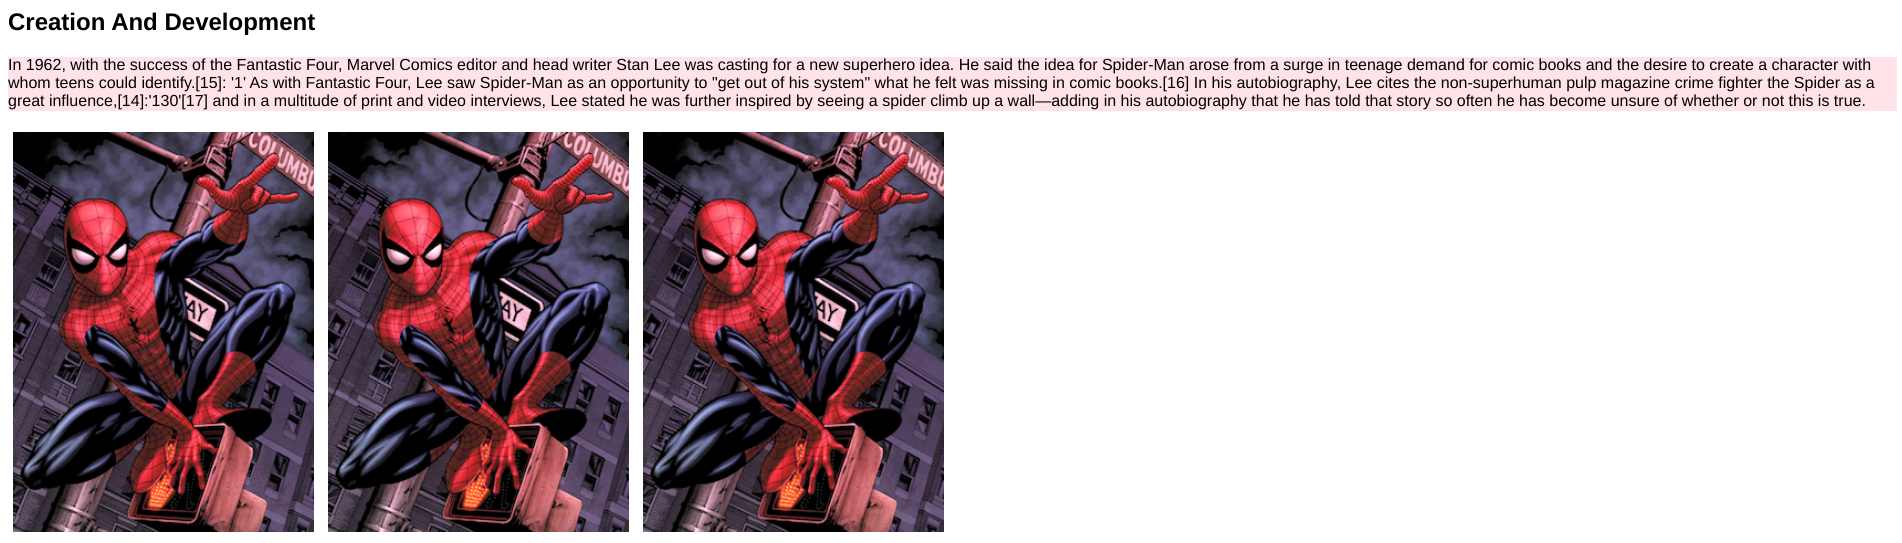 Creation And Development
In 1962, with the success of the Fantastic Four, Marvel Comics editor and head writer Stan Lee was casting for a new superhero idea. He said the idea for Spider-Man arose from a surge in teenage demand for comic books and the desire to create a character with
whom teens could identify.[15]: '1' As with Fantastic Four, Lee saw Spider-Man as an opportunity to "get out of his system" what he felt was missing in comic books.[16] In his autobiography, Lee cites the non-superhuman pulp magazine crime fighter the Spider as a
great influence,[14]:'130'[17] and in a multitude of print and video interviews, Lee stated he was further inspired by seeing a spider climb up a wall—adding in his autobiography that he has told that story so often he has become unsure of whether or not this is true.
COLUMBU
COLUMBU
COLUMBU
AY
AY
AY